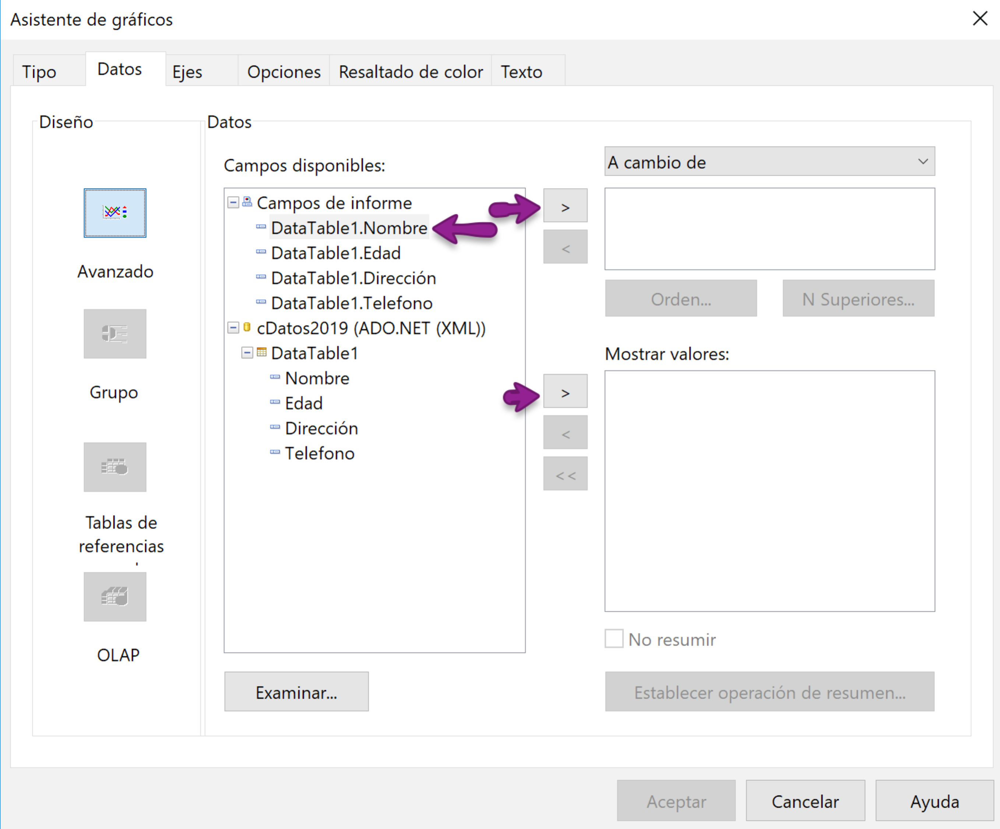 Asistente de gráficos
Tipo
Datos
Ejes
Opciones
Resaltado de color
Texto
Diseño
Avanzado
Grupo
Tablas de
referencias
OLAP
Datos
Campos disponibles:
Campos de informe
DataTable1.Nombre
DataTable1.Edad
DataTable1.Dirección
DataTable1.Telefono
cDatos2019 (ADO.NET (XML))
DataTable1
Nombre
Edad
Dirección
Telefono
Examinar...
>
<
>
<
<<
A cambio de
Orden...
N Superiores...
Mostrar valores:
No resumir
Establecer operación de resumen...
Aceptar
Cancelar
Ayuda